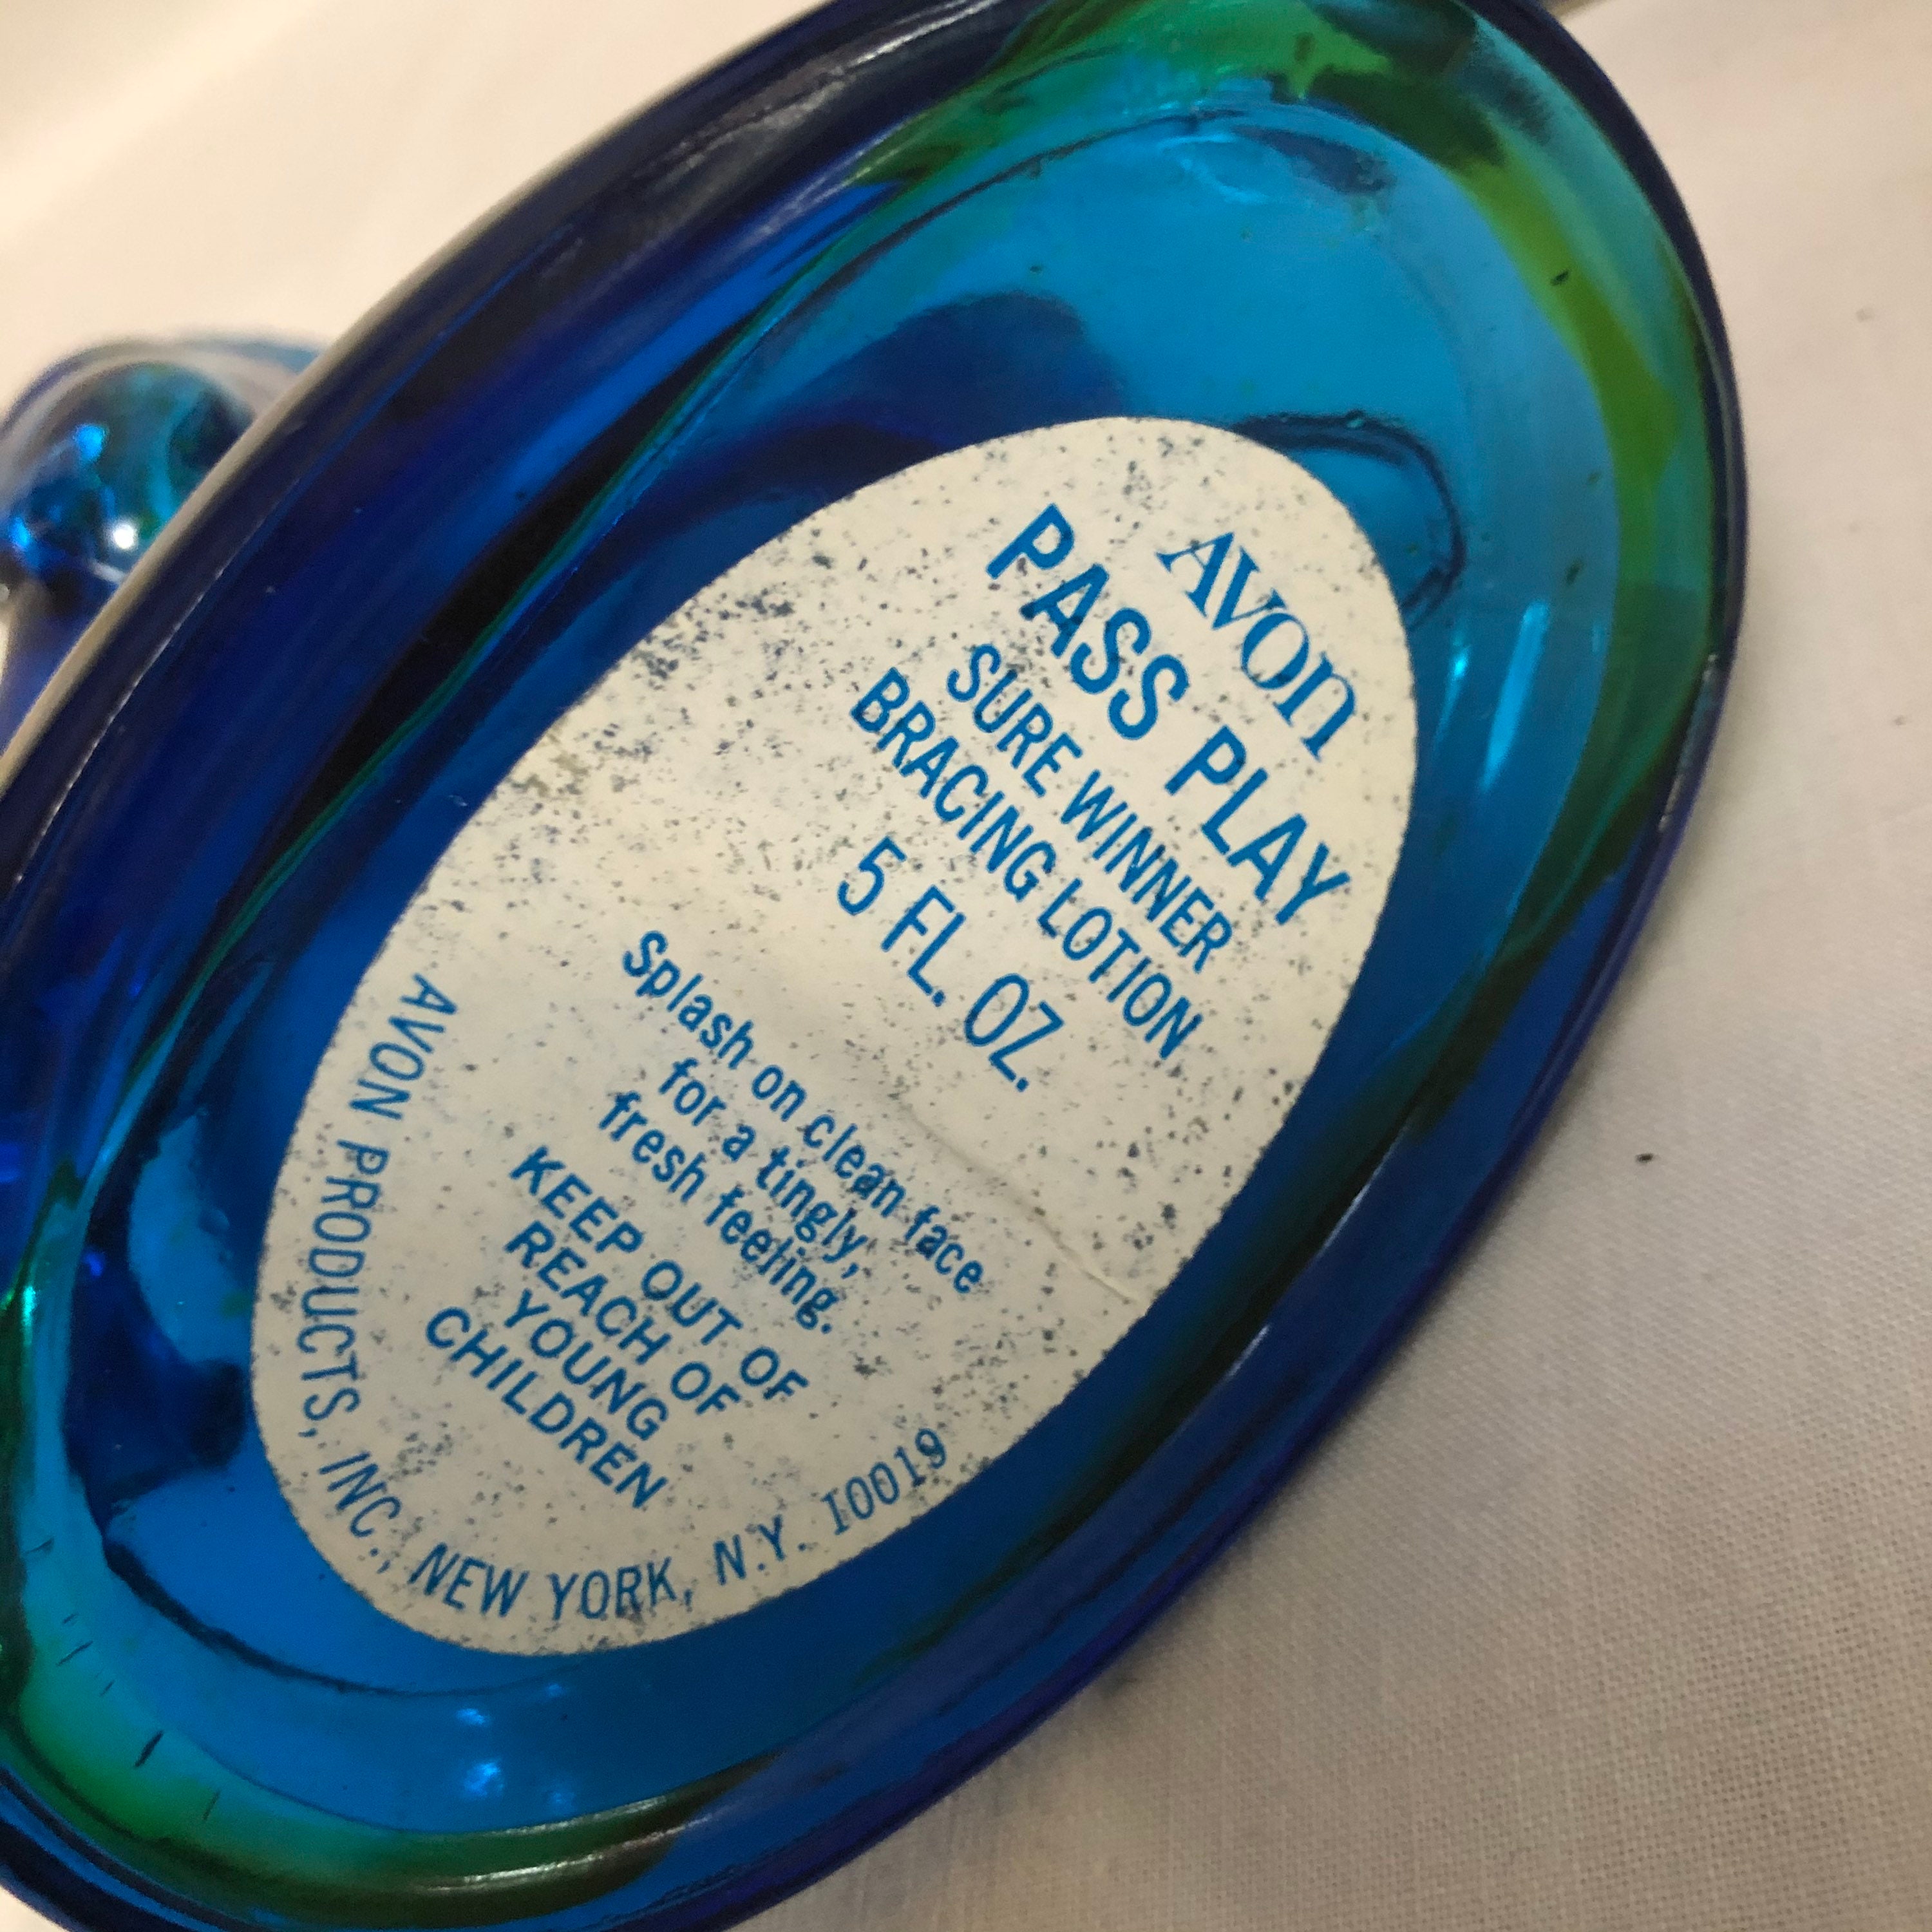 AVON
PASS PLAY
SURE WINNER
BRACING LOTION
5 FL. OZ.
Splash on clean face
for a tingly,
fresh feeling.
KEEP OUT OF
REACH OF
YOUNG
CHILDREN
AVON PRODUCTS, INC., NEW YORK, N.Y. 10019